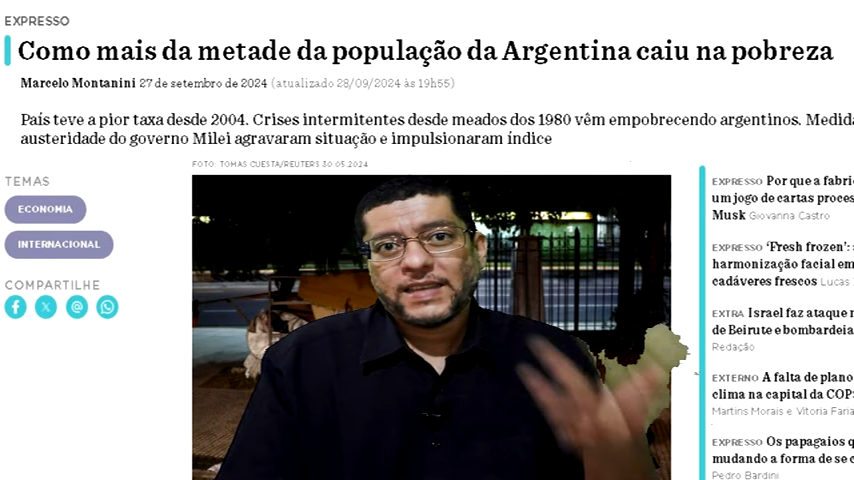 EXPRESSO
Como mais da metade da população da Argentina caiu na pobreza
Marcelo Montanini 27 de setembro de 2024 (atualizado 28/09/2024 às 19h55)
País teve a pior taxa desde 2004. Crises intermitentes desde meados dos 1980 vêm empobrecendo argentinos. Medida
austeridade do governo Milei agravaram situação e impulsionaram índice
FOTO: TOMAS CUESTA/REUTERS 30.05.2024
TEMAS
ECONOMIA
INTERNACIONAL
COMPARTILHE
EXPRESSO Por que a fabri
um jogo de cartas proces
Musk Giovanna Castro
EXPRESSO ‘Fresh frozen’:
harmonização facial em
cadáveres frescos Lucas
EXTRA Israel faz ataque
de Beirute e bombardeia
Redação
EXTERNO A falta de plano
clima na capital da COP
Martins Morais e Vitoria Faria
EXPRESSO Os papagaios q
mudando a forma de se c
Pedro Bardini